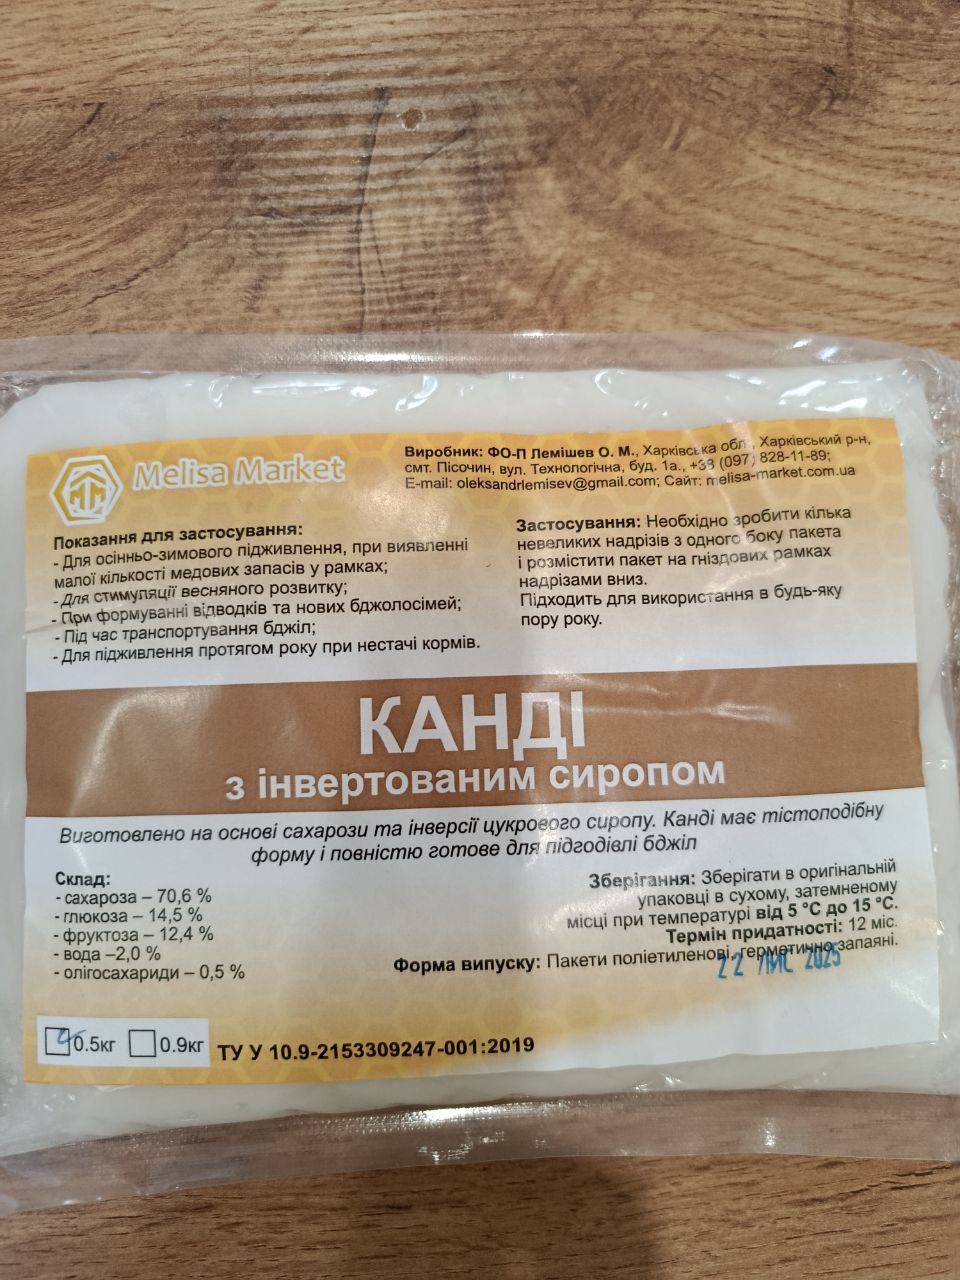 Melisa Market
Виробник: ФО-П Лемішев О. М., Харківська обл., Харківський р-н,
смт. Пісочин, вул. Технологічна, буд. 1а., +38 (097) 828-11-89;
E-mail: oleksandrlemisev@gmail.com; Сайт: melisa-market.com.ua
Показання для застосування:
- Для осінньо-зимового підживлення, при виявленні
малої кількості медових запасів у рамках;
- Для стимуляції весняного розвитку;
- При формуванні відводків та нових бджолосімей;
- Під час транспортування бджіл;
- Для підживлення протягом року при нестачі кормів.
Застосування: Необхідно зробити кілька
невеликих надрізів з одного боку пакета
і розмістити пакет на гніздових рамках
надрізами вниз.
Підходить для використання в будь-яку
пору року.
КАНДІ
з інвертованим сиропом
Виготовлено на основі сахарози та інверсії цукрового сиропу. Канді має тістоподібну
форму і повністю готове для підгодівлі бджіл
Склад:
- сахароза – 70,6 %
- глюкоза – 14,5 %
- фруктоза – 12,4 %
- вода –2,0 %
- олігосахариди – 0,5 %
Зберігання: Зберігати в оригінальній
упаковці в сухому, затемненому
місці при температурі від 5 °C до 15 °C.
Термін придатності: 12 міс.
Форма випуску: Пакети поліетиленові, герметично запаяні.
22 ЛИС 2025
0.5кг 0.9кг
ТУ У 10.9-2153309247-001:2019